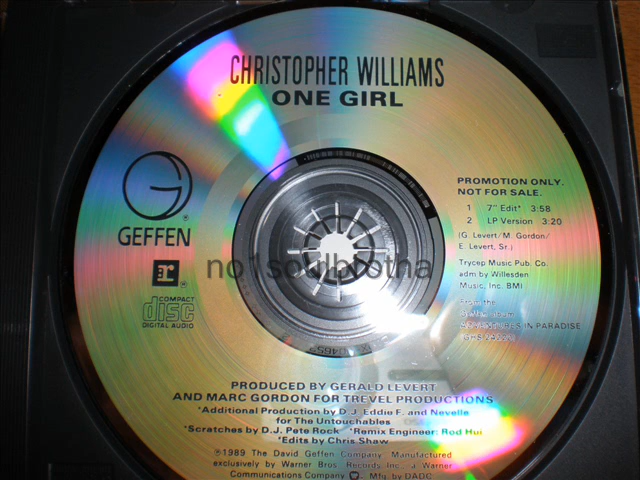 CHRISTOPHER WILLIAMS
ONE GIRL
PROMOTION ONLY.
NOT FOR SALE.
1 7" Edit* 3:58
2 LP Version 3:20
(G. Levert/M. Gordon/
E. Levert, Sr.)
Trycep Music Pub. Co.
adm by Willesden
Music, Inc. BMI
From the
Geffen album
ADVENTURES IN PARADISE
G
®
GEFFEN
r
®
COMPACT
disc
DIGITAL AUDIO
no1soulbrotha
PRODUCED BY GERALD LEVERT
AND MARC GORDON FOR TREVEL PRODUCTIONS
*Additional Production by D.J. Eddie F. and Nevelle
for The Untouchables
*Scratches by D.J. Pete Rock *Remix Engineer: Rod Hui
*Edits by Chris Shaw
℗1989 The David Geffen Company Manufactured
exclusively by Warner Bros. Records Inc., a Warner
Communications Company Mfg. by DADC